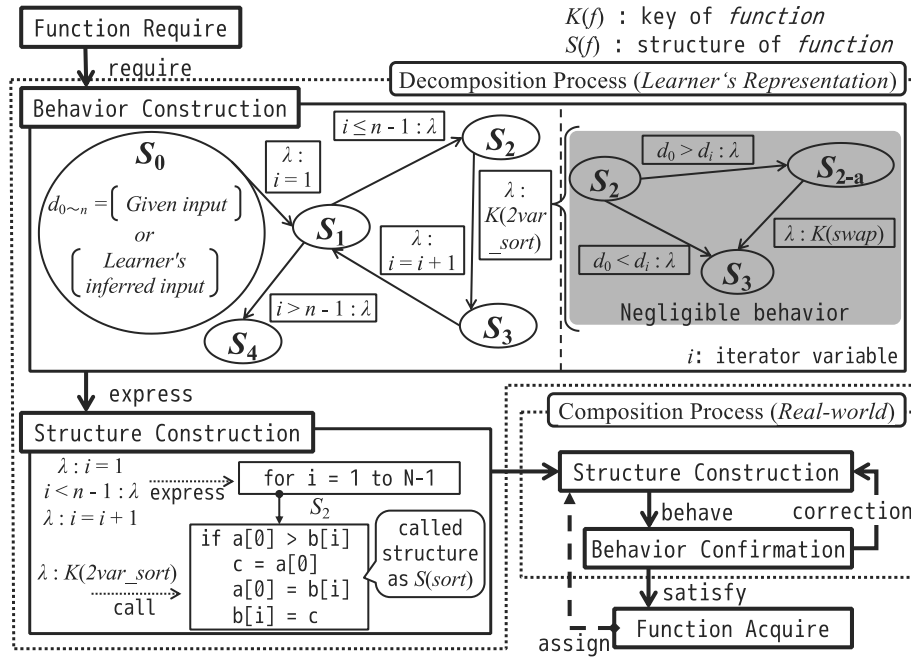 K(f) : key of function
S(f) : structure of function
Function Require
require
Decomposition Process (Learner's Representation)
Behavior Construction
S0
d0~n = [ Given input ]
or
[ Learner's
inferred input ]
λ :
i = 1
i ≤ n - 1 : λ
S2
S1
λ :
i = i + 1
λ :
K(2var
_sort)
i > n - 1 : λ
S4
S3
d0 > di : λ
S2
S2-a
d0 < di : λ
λ : K(swap)
S3
Negligible behavior
i: iterator variable
express
Structure Construction
λ : i = 1
i < n - 1 : λ
λ : i = i + 1
express
for i = 1 to N-1
S2
if a[0] > b[i]
c = a[0]
a[0] = b[i]
b[i] = c
called
structure
as S(sort)
λ : K(2var_sort)
call
Composition Process (Real-world)
Structure Construction
behave
correction
Behavior Confirmation
satisfy
Function Acquire
assign